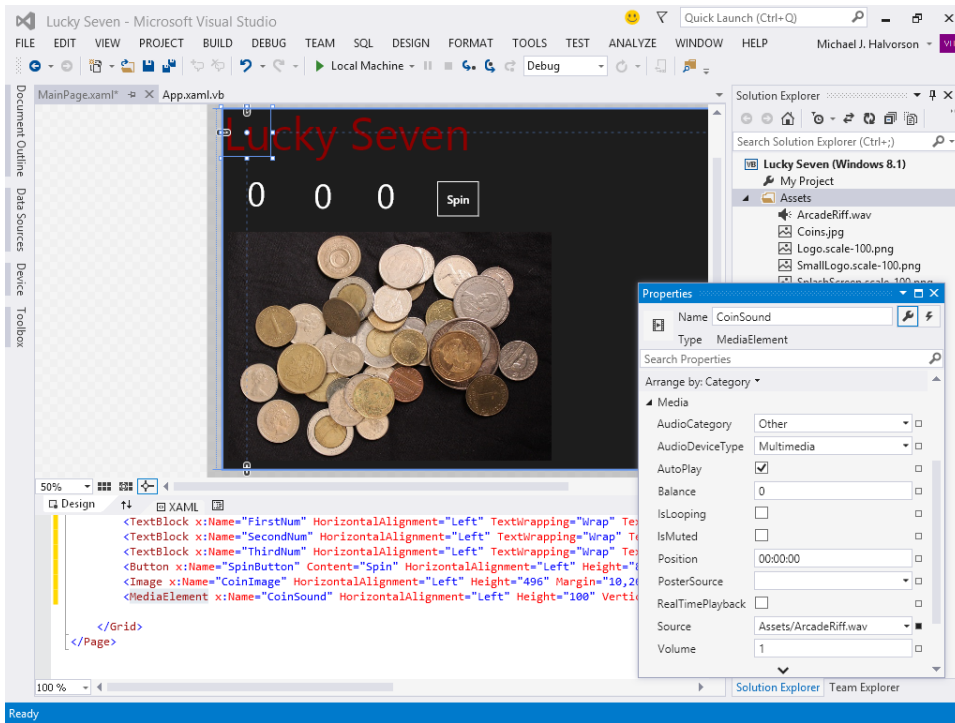 Lucky Seven - Microsoft Visual Studio
Quick Launch (Ctrl+Q)
FILE EDIT VIEW PROJECT BUILD DEBUG TEAM SQL DESIGN FORMAT TOOLS TEST ANALYZE WINDOW HELP Michael J. Halvorson
Local Machine Debug
Document Outline
Data Sources
Device
Toolbox
MainPage.xaml* App.xaml.vb
Lucky Seven
0 0 0 Spin
Solution Explorer
Search Solution Explorer (Ctrl+;)
VB Lucky Seven (Windows 8.1)
My Project
Assets
ArcadeRiff.wav
Coins.jpg
Logo.scale-100.png
SmallLogo.scale-100.png
SplashScreen.scale-100.png
Properties
Name CoinSound
Type MediaElement
Search Properties
Arrange by: Category
Media
AudioCategory Other
AudioDeviceType Multimedia
AutoPlay
Balance 0
IsLooping
IsMuted
Position 00:00:00
PosterSource
RealTimePlayback
Source Assets/ArcadeRiff.wav
Volume 1
50%
Design XAML
<TextBlock x:Name="FirstNum" HorizontalAlignment="Left" TextWrapping="Wrap" Te
<TextBlock x:Name="SecondNum" HorizontalAlignment="Left" TextWrapping="Wrap" T
<TextBlock x:Name="ThirdNum" HorizontalAlignment="Left" TextWrapping="Wrap" Te
<Button x:Name="SpinButton" Content="Spin" HorizontalAlignment="Left" Height="
<Image x:Name="CoinImage" HorizontalAlignment="Left" Height="496" Margin="10,2
<MediaElement x:Name="CoinSound" HorizontalAlignment="Left" Height="100" Verti
</Grid>
</Page>
100 %
Solution Explorer Team Explorer
Ready